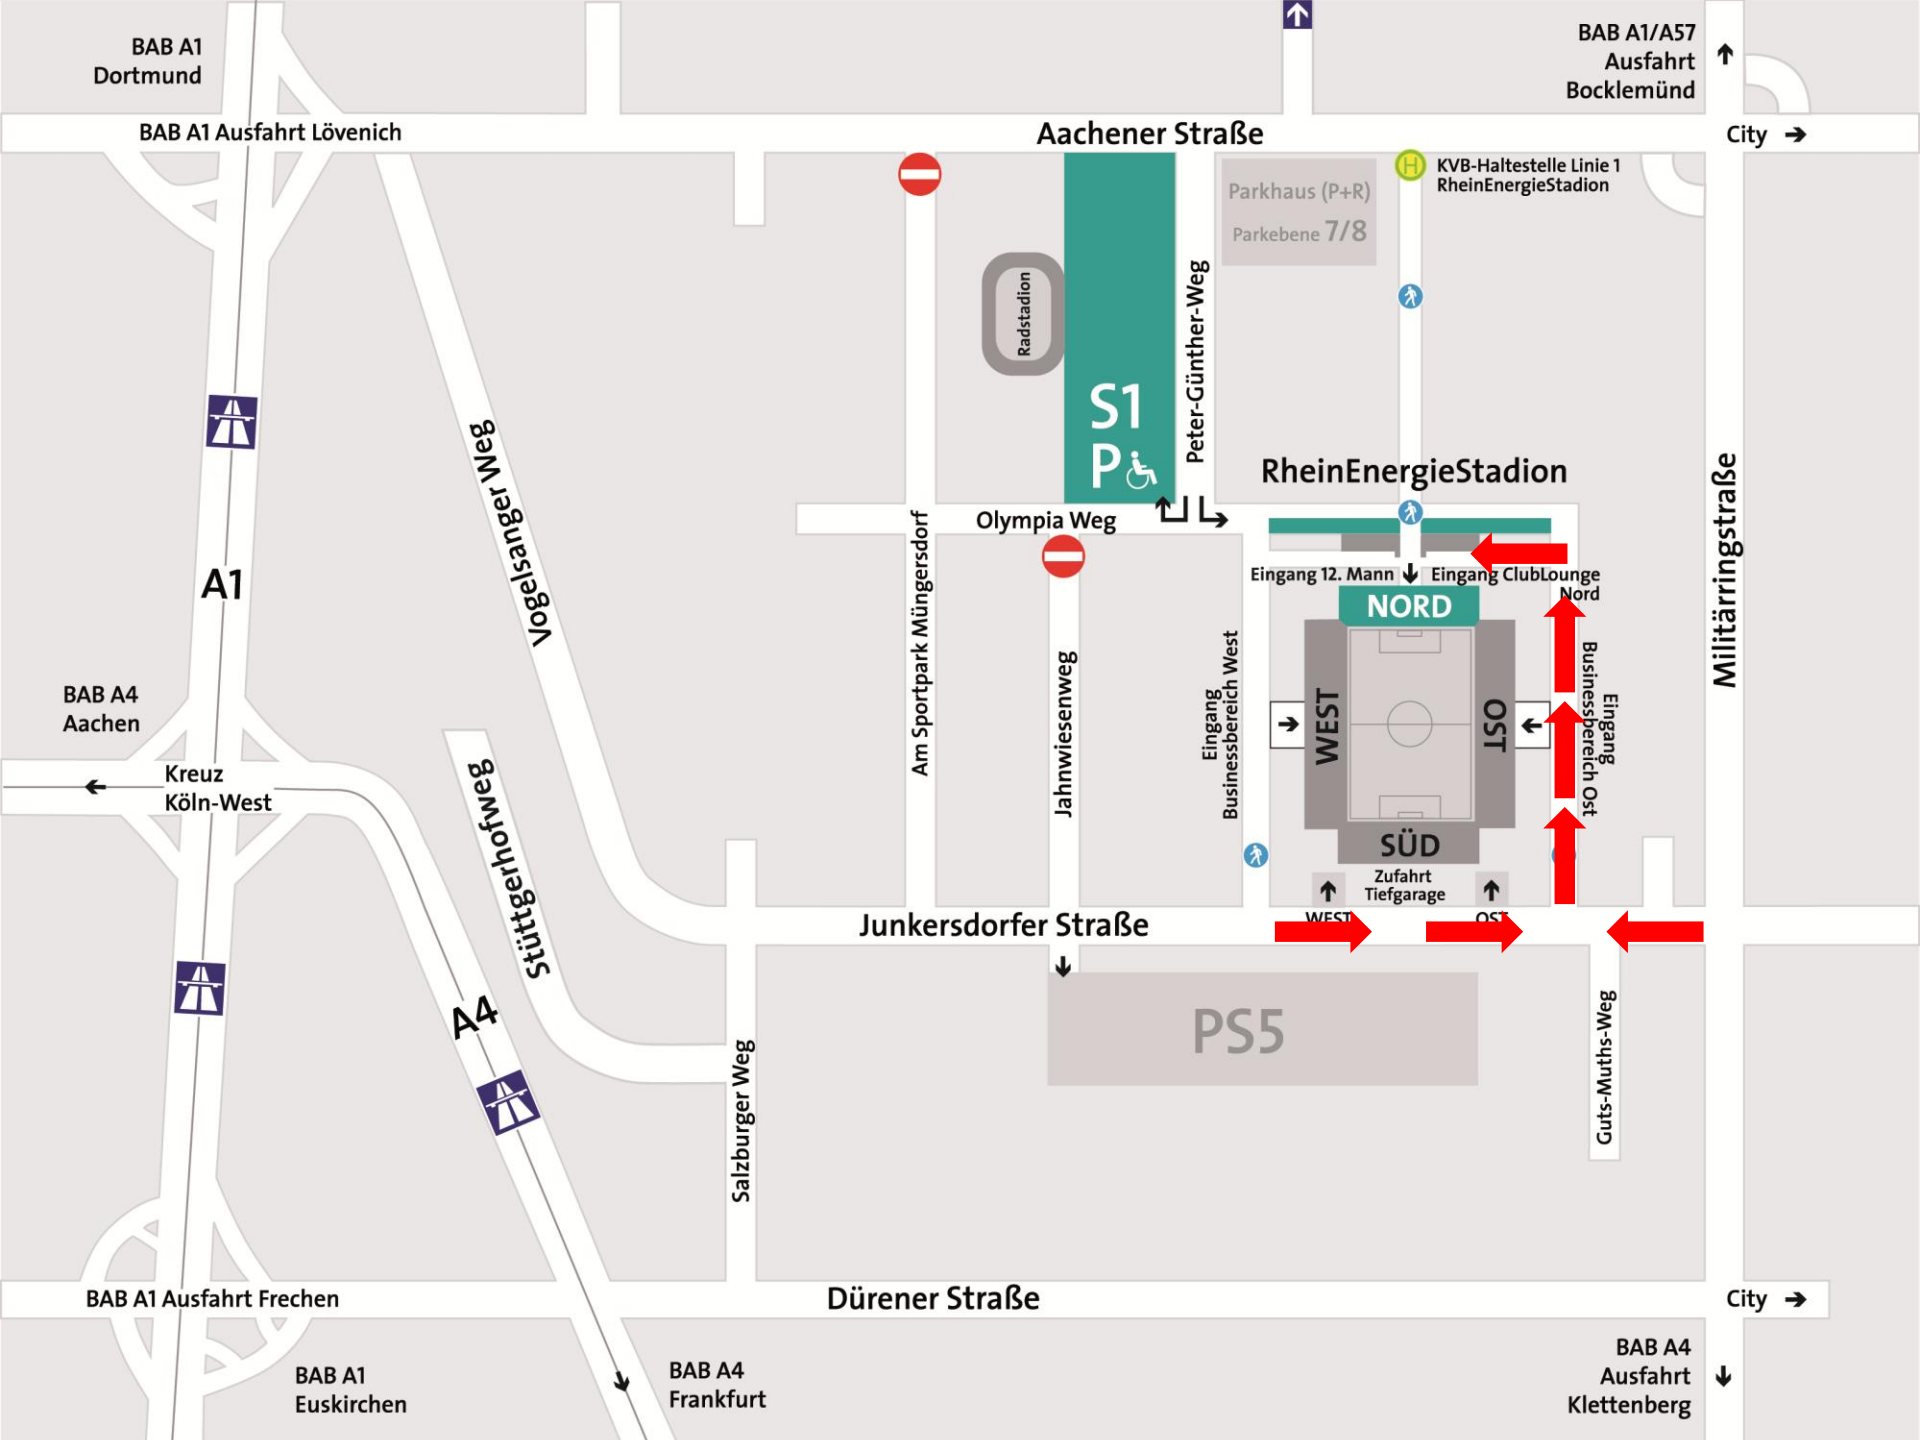 BAB A1
Dortmund
BAB A1/A57
Ausfahrt
Bocklemünd
BAB A1 Ausfahrt Lövenich
Aachener Straße
City
H
KVB-Haltestelle Linie 1
RheinEnergieStadion
Parkhaus (P+R)
Parkebene 7/8
Radstadion
S1
P
Peter-Günther-Weg
Vogelsanger Weg
RheinEnergieStadion
Militärringstraße
Olympia Weg
Am Sportpark Müngersdorf
A1
Eingang 12. Mann
Eingang ClubLounge
Nord
NORD
Jahnwiesenweg
Eingang
Businessbereich West
WEST
OST
Eingang
Businessbereich Ost
BAB A4
Aachen
Kreuz
Köln-West
Stüttgerhofweg
SÜD
Zufahrt
Tiefgarage
WEST
OST
Junkersdorfer Straße
A4
PS5
Guts-Muths-Weg
Salzburger Weg
BAB A1 Ausfahrt Frechen
Dürener Straße
City
BAB A1
Euskirchen
BAB A4
Frankfurt
BAB A4
Ausfahrt
Klettenberg